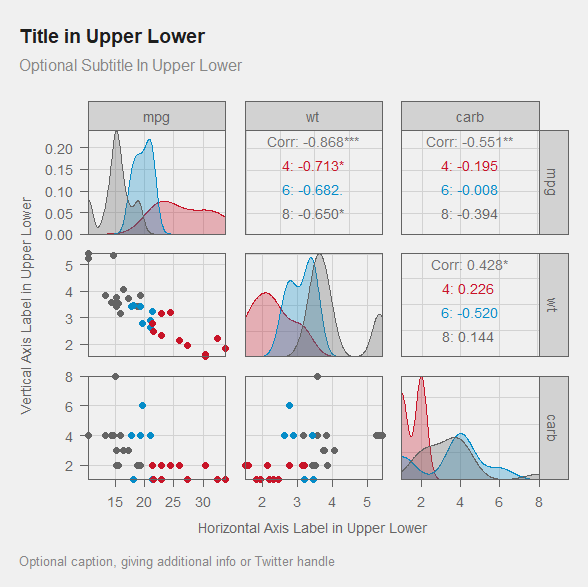 Title in Upper Lower
Optional Subtitle In Upper Lower
mpg wt carb
0.20
0.15
0.10
0.05
0.00
Corr: -0.868***
4: -0.713*
6: -0.682.
8: -0.650*
Corr: -0.551**
4: -0.195
6: -0.008
8: -0.394
mpg
5
4
3
2
Corr: 0.428*
4: 0.226
6: -0.520
8: 0.144
wt
8
6
4
2
carb
15 20 25 30 2 3 4 5 2 4 6 8
Vertical Axis Label in Upper Lower
Horizontal Axis Label in Upper Lower
Optional caption, giving additional info or Twitter handle